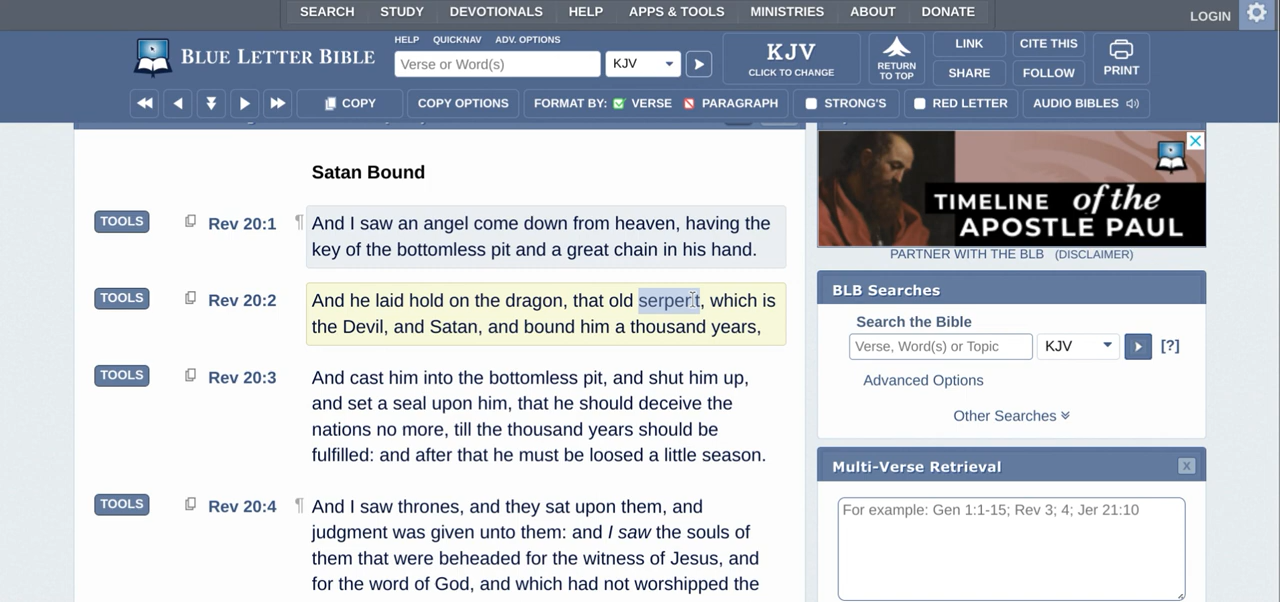 SEARCH STUDY DEVOTIONALS HELP APPS & TOOLS MINISTRIES ABOUT DONATE
LOGIN
BLUE LETTER BIBLE
HELP QUICKNAV ADV. OPTIONS
Verse or Word(s)
KJV
KJV
CLICK TO CHANGE
RETURN
TO TOP
LINK
CITE THIS
SHARE
FOLLOW
PRINT
COPY
COPY OPTIONS
FORMAT BY: VERSE PARAGRAPH
STRONG'S
RED LETTER
AUDIO BIBLES
Satan Bound
TOOLS Rev 20:1 ¶ And I saw an angel come down from heaven, having the
key of the bottomless pit and a great chain in his hand.
TOOLS Rev 20:2 And he laid hold on the dragon, that old serpent, which is
the Devil, and Satan, and bound him a thousand years,
TOOLS Rev 20:3 And cast him into the bottomless pit, and shut him up,
and set a seal upon him, that he should deceive the
nations no more, till the thousand years should be
fulfilled: and after that he must be loosed a little season.
TOOLS Rev 20:4 ¶ And I saw thrones, and they sat upon them, and
judgment was given unto them: and I saw the souls of
them that were beheaded for the witness of Jesus, and
for the word of God, and which had not worshipped the
TIMELINE of the
APOSTLE PAUL
PARTNER WITH THE BLB (DISCLAIMER)
BLB Searches
Search the Bible
Verse, Word(s) or Topic
KJV
[?]
Advanced Options
Other Searches
Multi-Verse Retrieval
X
For example: Gen 1:1-15; Rev 3; 4; Jer 21:10